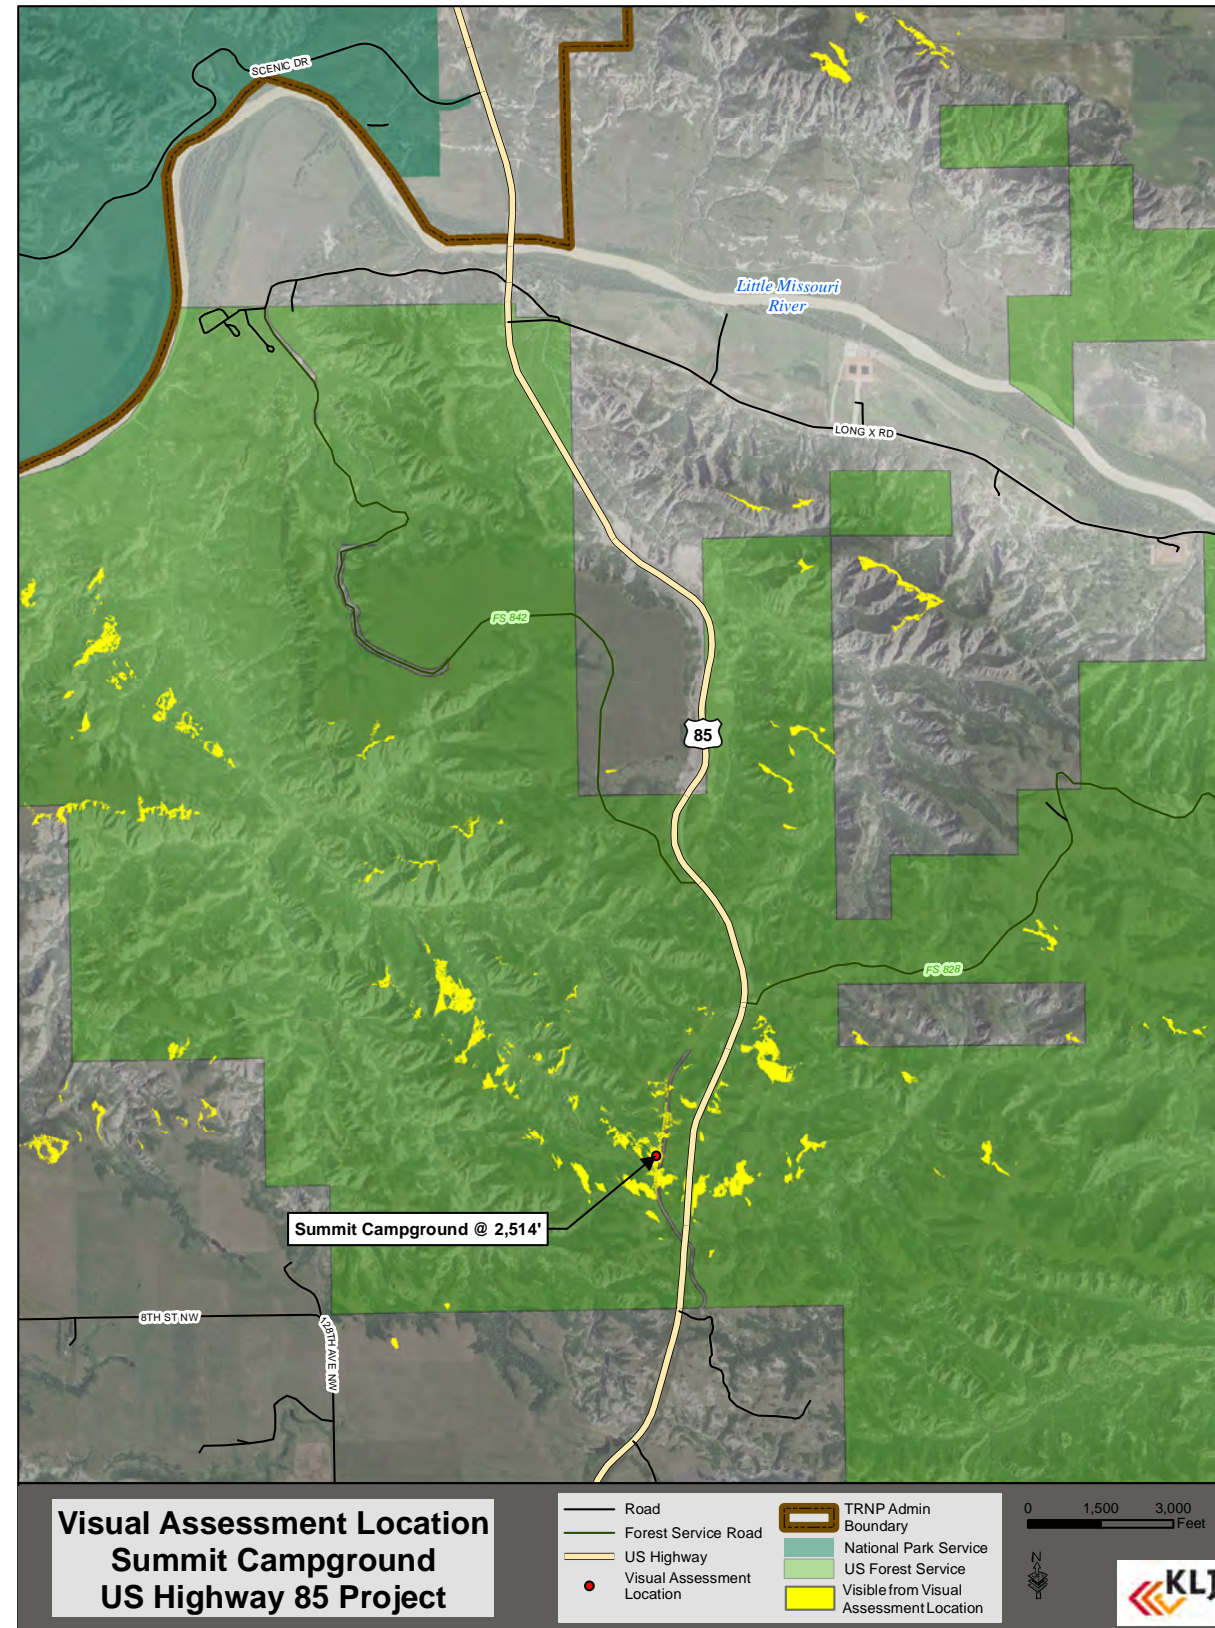 SCENIC DR
Little Missouri
River
LONG X RD
FS 842
85
FS 828
Summit Campground @ 2,514'
8TH ST NW
128TH AVE NW
Visual Assessment Location
Summit Campground
US Highway 85 Project
Road
Forest Service Road
US Highway
Visual Assessment
Location
TRNP Admin
Boundary
National Park Service
US Forest Service
Visible from Visual
Assessment Location
0 1,500 3,000
Feet
N
KLJ